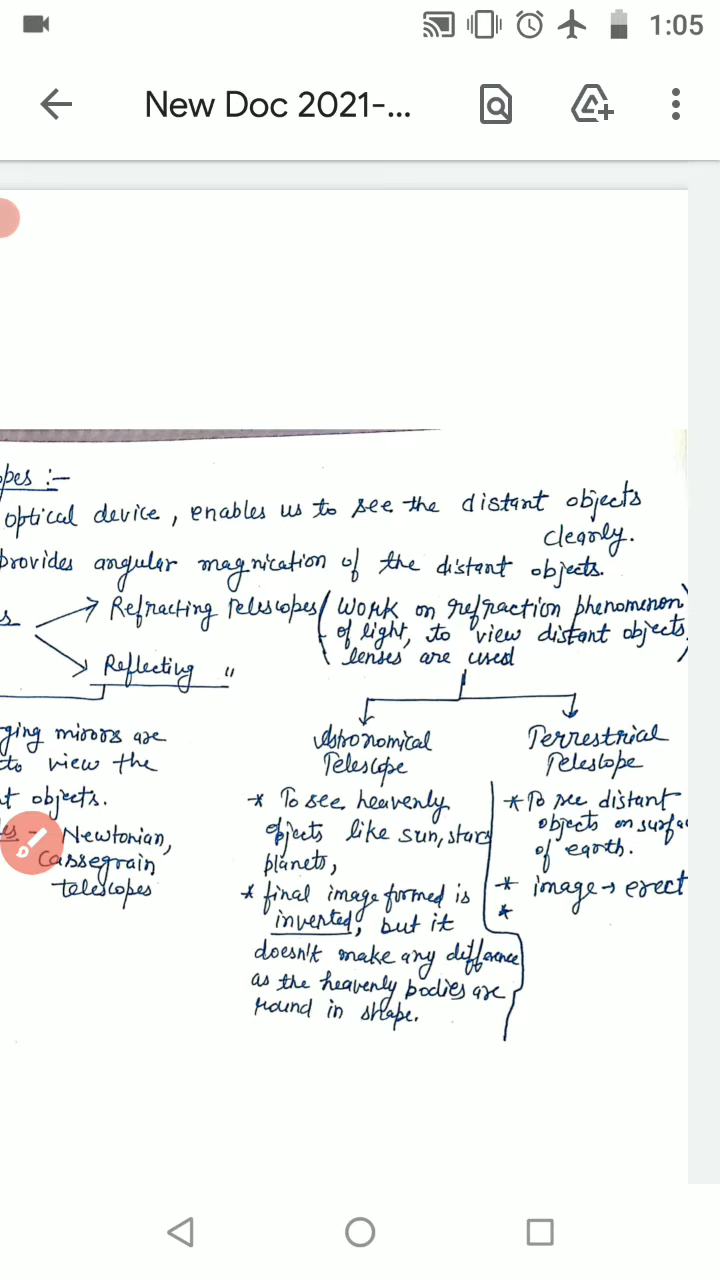 1:05
New Doc 2021-...
opes :-
optical device, enables us to see the distant objects
clearly.
provides angular magnication of the distant objects.
s
Refracting Telescopes (Work on refraction phenomenon
of light, to view distant objects,
lenses are used)
Reflecting "
ging mirrors are
to view the
t objects.
es - Newtonian,
Cassegrain
telescopes
Astronomical
Telescope
* To see heavenly
objects like sun, stars
planets,
* final image formed is
inverted, but it
doesn't make any difference
as the heavenly bodies are
round in shape.
Terrestrial
Telescope
* To see distant
objects on surfac
of earth.
* image → erect
*